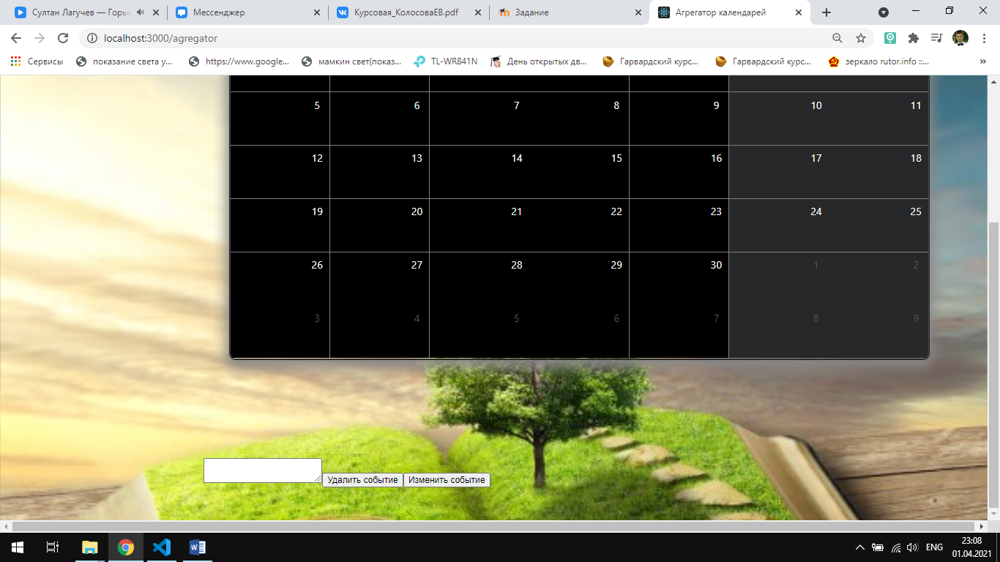 Султан Лагучев — Горь
Мессенджер
Курсовая_КолосоваЕВ.pdf
Задание
Агрегатор календарей
localhost:3000/agregator
Сервисы
показание света у...
https://www.google...
мамкин свет(показ...
TL-WR841N
День открытых дв...
Гарвардский курс...
Гарвардский курс...
зеркало rutor.info ::...
5 6 7 8 9 10 11
12 13 14 15 16 17 18
19 20 21 22 23 24 25
26 27 28 29 30 1 2
3 4 5 6 7 8 9
Удалить событие
Изменить событие
ENG
23:08
01.04.2021